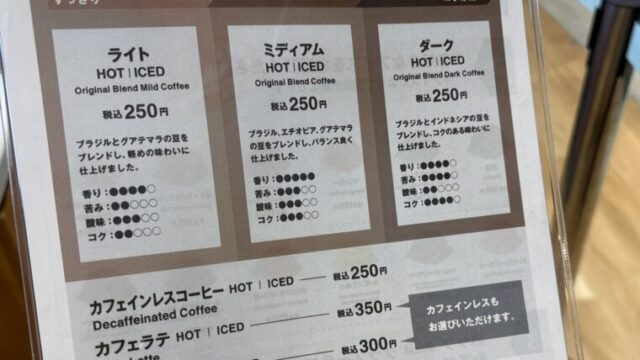 すっきり
ライト
HOT | ICED
Original Blend Mild Coffee
税込250円
ブラジルとグアテマラの豆を
ブレンドし、軽めの味わいに
仕上げました。
香り:●●●●○
苦み:●●○○○
酸味:●●●○○
コク:●●○○○
ミディアム
HOT | ICED
Original Blend Coffee
税込250円
ブラジル、エチオピア、グアテマラ
の豆をブレンドし、バランス良く
仕上げました。
香り:●●●●●
苦み:●●●○○
酸味:●●●○○
コク:●●●○○
ダーク
HOT | ICED
Original Blend Dark Coffee
税込250円
ブラジルとインドネシアの豆を
ブレンドし、コクのある味わいに
仕上げました。
香り:●●●●○
苦み:●●●●○
酸味:●●○○○
コク:●●●●○
カフェインレスコーヒー HOT | ICED 税込250円
Decaffeinated Coffee
カフェラテ HOT | ICED 税込350円
Latte
税込300円
カフェインレスも
お選びいただけます。